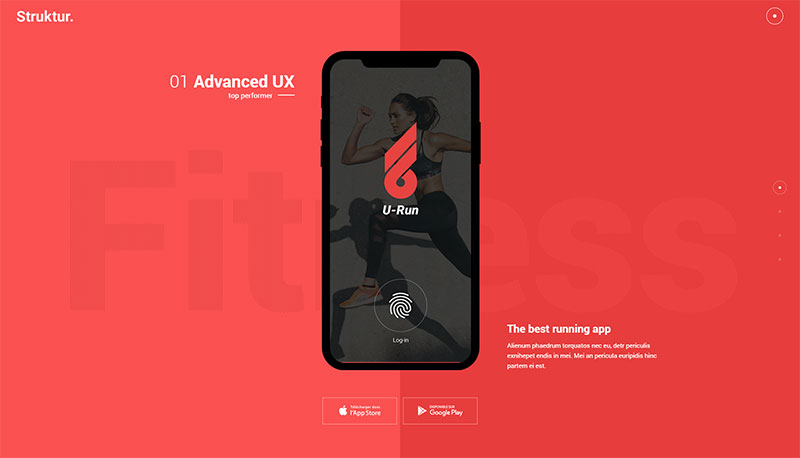 Struktur.
01 Advanced UX
top performer
Fitness
U-Run
Log-in
The best running app
Alienum phaedrum torquatos nec eu, detr periculis
exnihepet endis in mei. Mei an pericula euripidis hinc
partem ei est.
Télécharger dans
l'App Store
DISPONIBLE SUR
Google Play